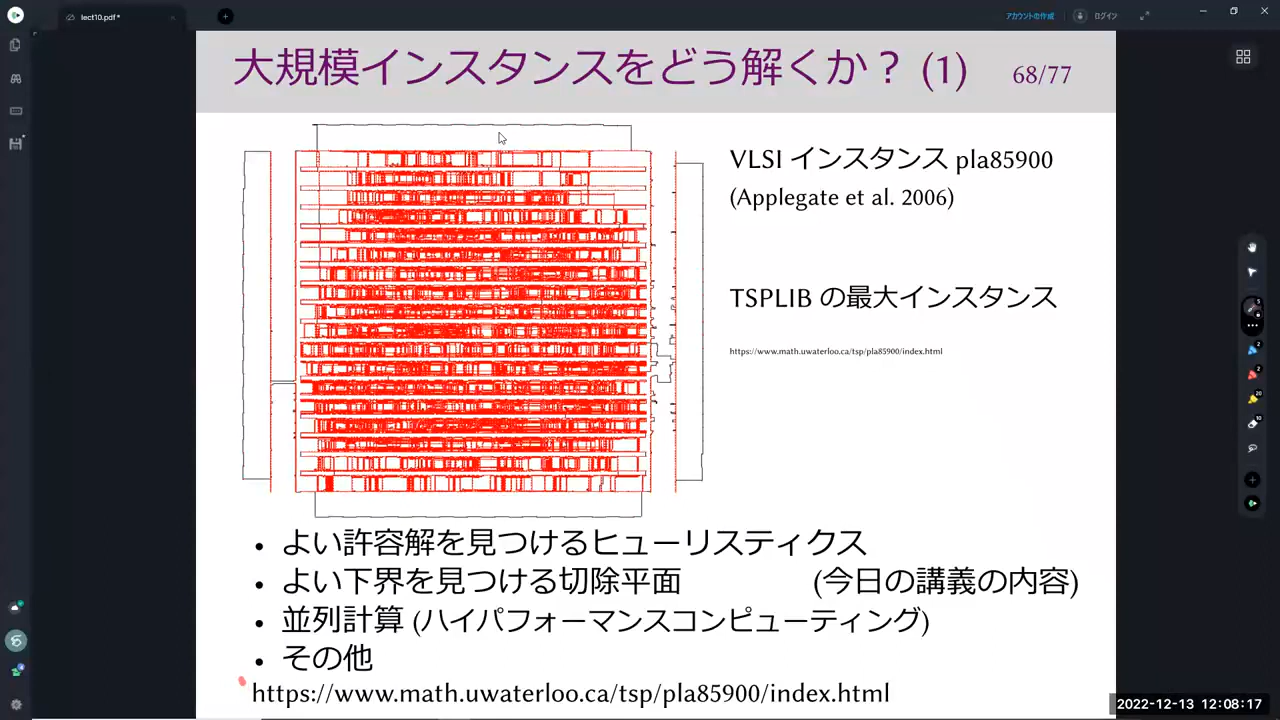 lect10.pdf*
アカウントの作成
ログイン
大規模インスタンスをどう解くか？ (1)
68/77
VLSI インスタンス pla85900
(Applegate et al. 2006)
TSPLIB の最大インスタンス
https://www.math.uwaterloo.ca/tsp/pla85900/index.html
• よい許容解を見つけるヒューリスティクス
• よい下界を見つける切除平面 (今日の講義の内容)
• 並列計算 (ハイパフォーマンスコンピューティング)
• その他
https://www.math.uwaterloo.ca/tsp/pla85900/index.html
2022-12-13 12:08:17